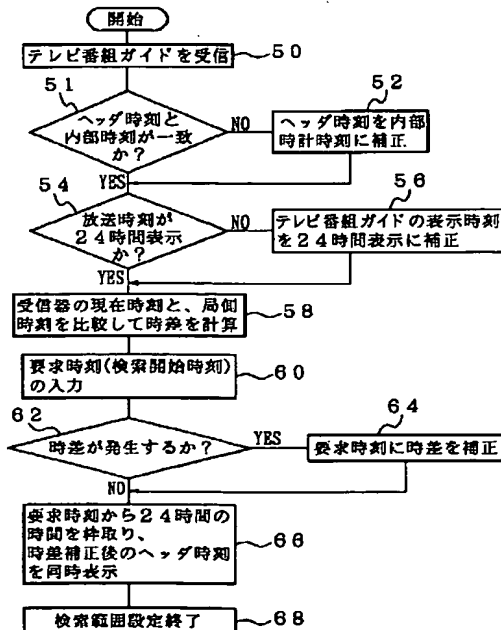 開始
テレビ番組ガイドを受信
50
51
ヘッダ時刻と
内部時刻が一致
か？
NO
YES
52
ヘッダ時刻を内部
時計時刻に補正
54
放送時刻が
24時間表示
か？
NO
YES
56
テレビ番組ガイドの表示時刻
を24時間表示に補正
受信器の現在時刻と、局側
時刻を比較して時差を計算
58
要求時刻(検索開始時刻)
の入力
60
62
時差が発生するか？
YES
NO
64
要求時刻に時差を補正
要求時刻から24時間の
時間を枠取り、
時差補正後のヘッダ時刻
を同時表示
66
検索範囲設定終了
68